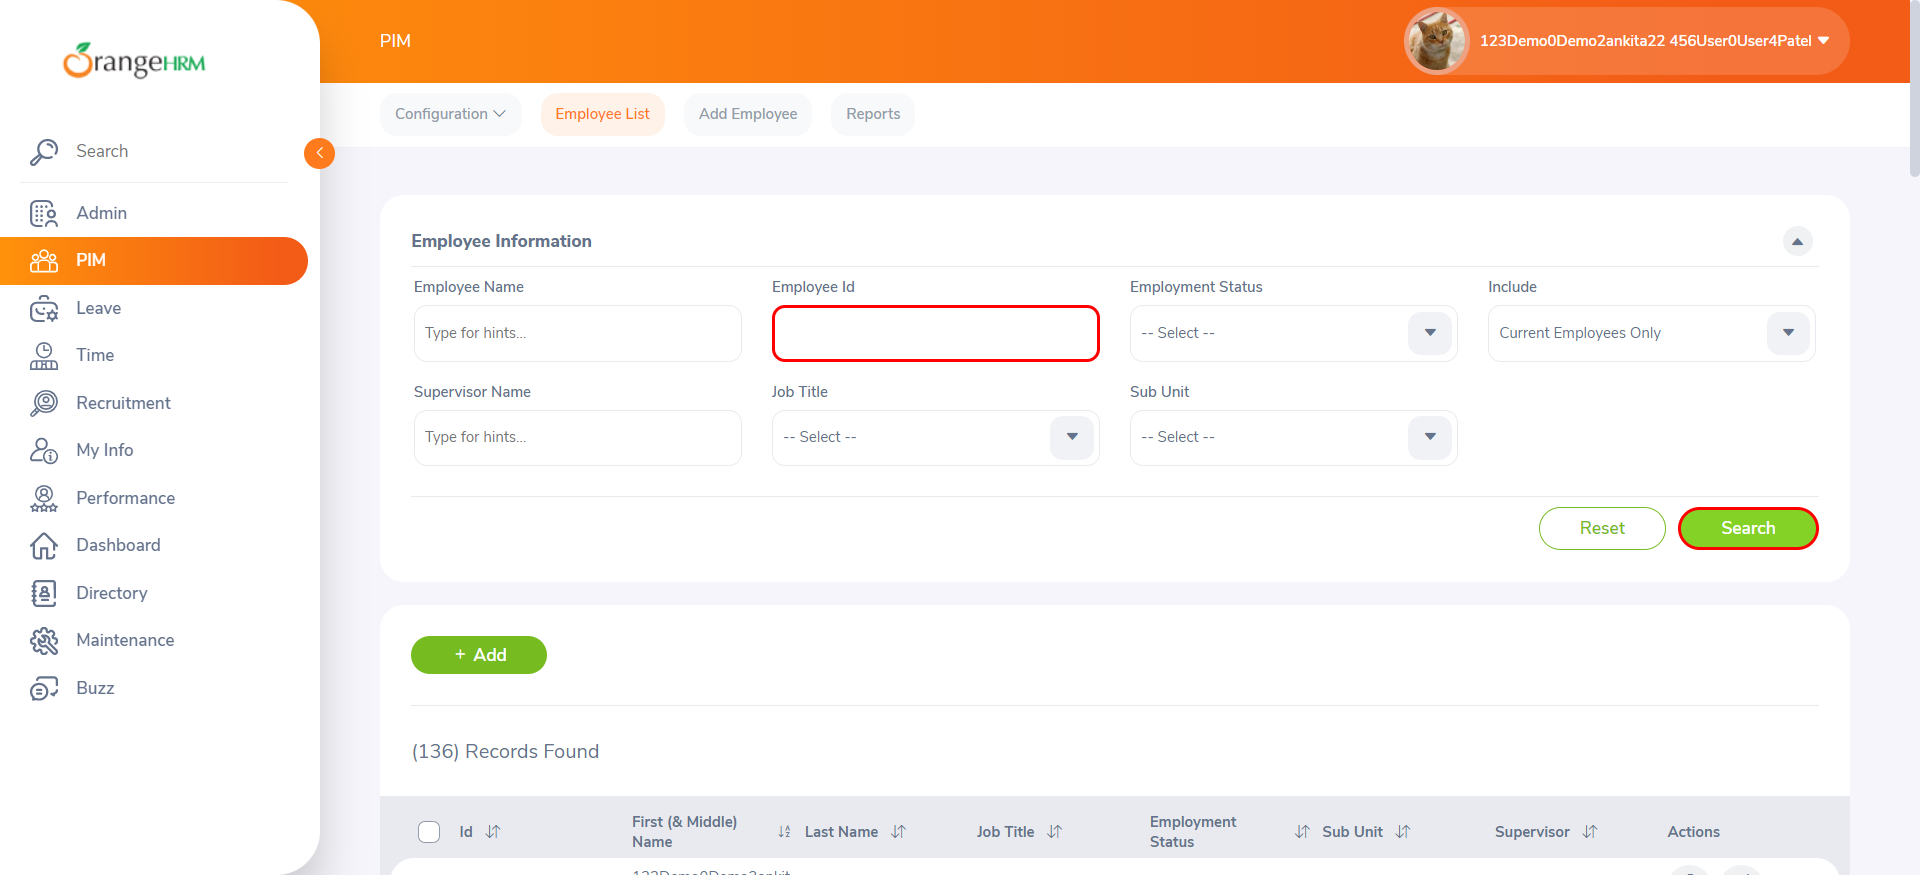 OrangeHRM
PIM
123Demo0Demo2ankita22 456User0User4Patel
Configuration
Employee List
Add Employee
Reports
Search
Admin
PIM
Leave
Time
Recruitment
My Info
Performance
Dashboard
Directory
Maintenance
Buzz
Employee Information
Employee Name
Employee Id
Employment Status
Include
Type for hints...
-- Select --
Current Employees Only
Supervisor Name
Job Title
Sub Unit
Type for hints...
-- Select --
-- Select --
Reset
Search
+ Add
(136) Records Found
Id
First (& Middle)
Name
Last Name
Job Title
Employment
Status
Sub Unit
Supervisor
Actions
123Demo0Demo2ankit